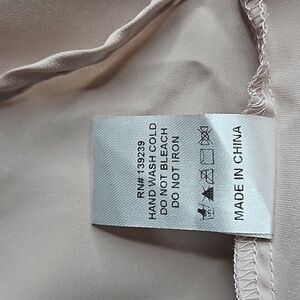 RN# 139239
HAND WASH COLD
DO NOT BLEACH
DO NOT IRON
MADE IN CHINA